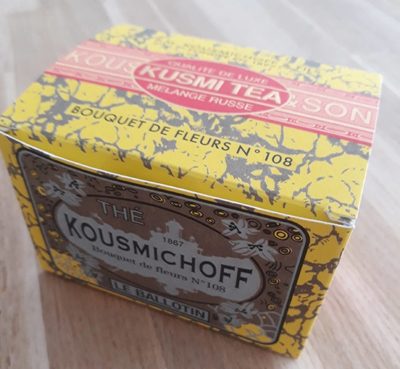 QUALITÉ DE LUXE
KOUS
KUSMI TEA
& SON
MELANGE RUSSE
BOUQUET DE FLEURS N°108
THÉ
1867
KOUSMICHOFF
Bouquet de fleurs N°108
LE BALLOTIN